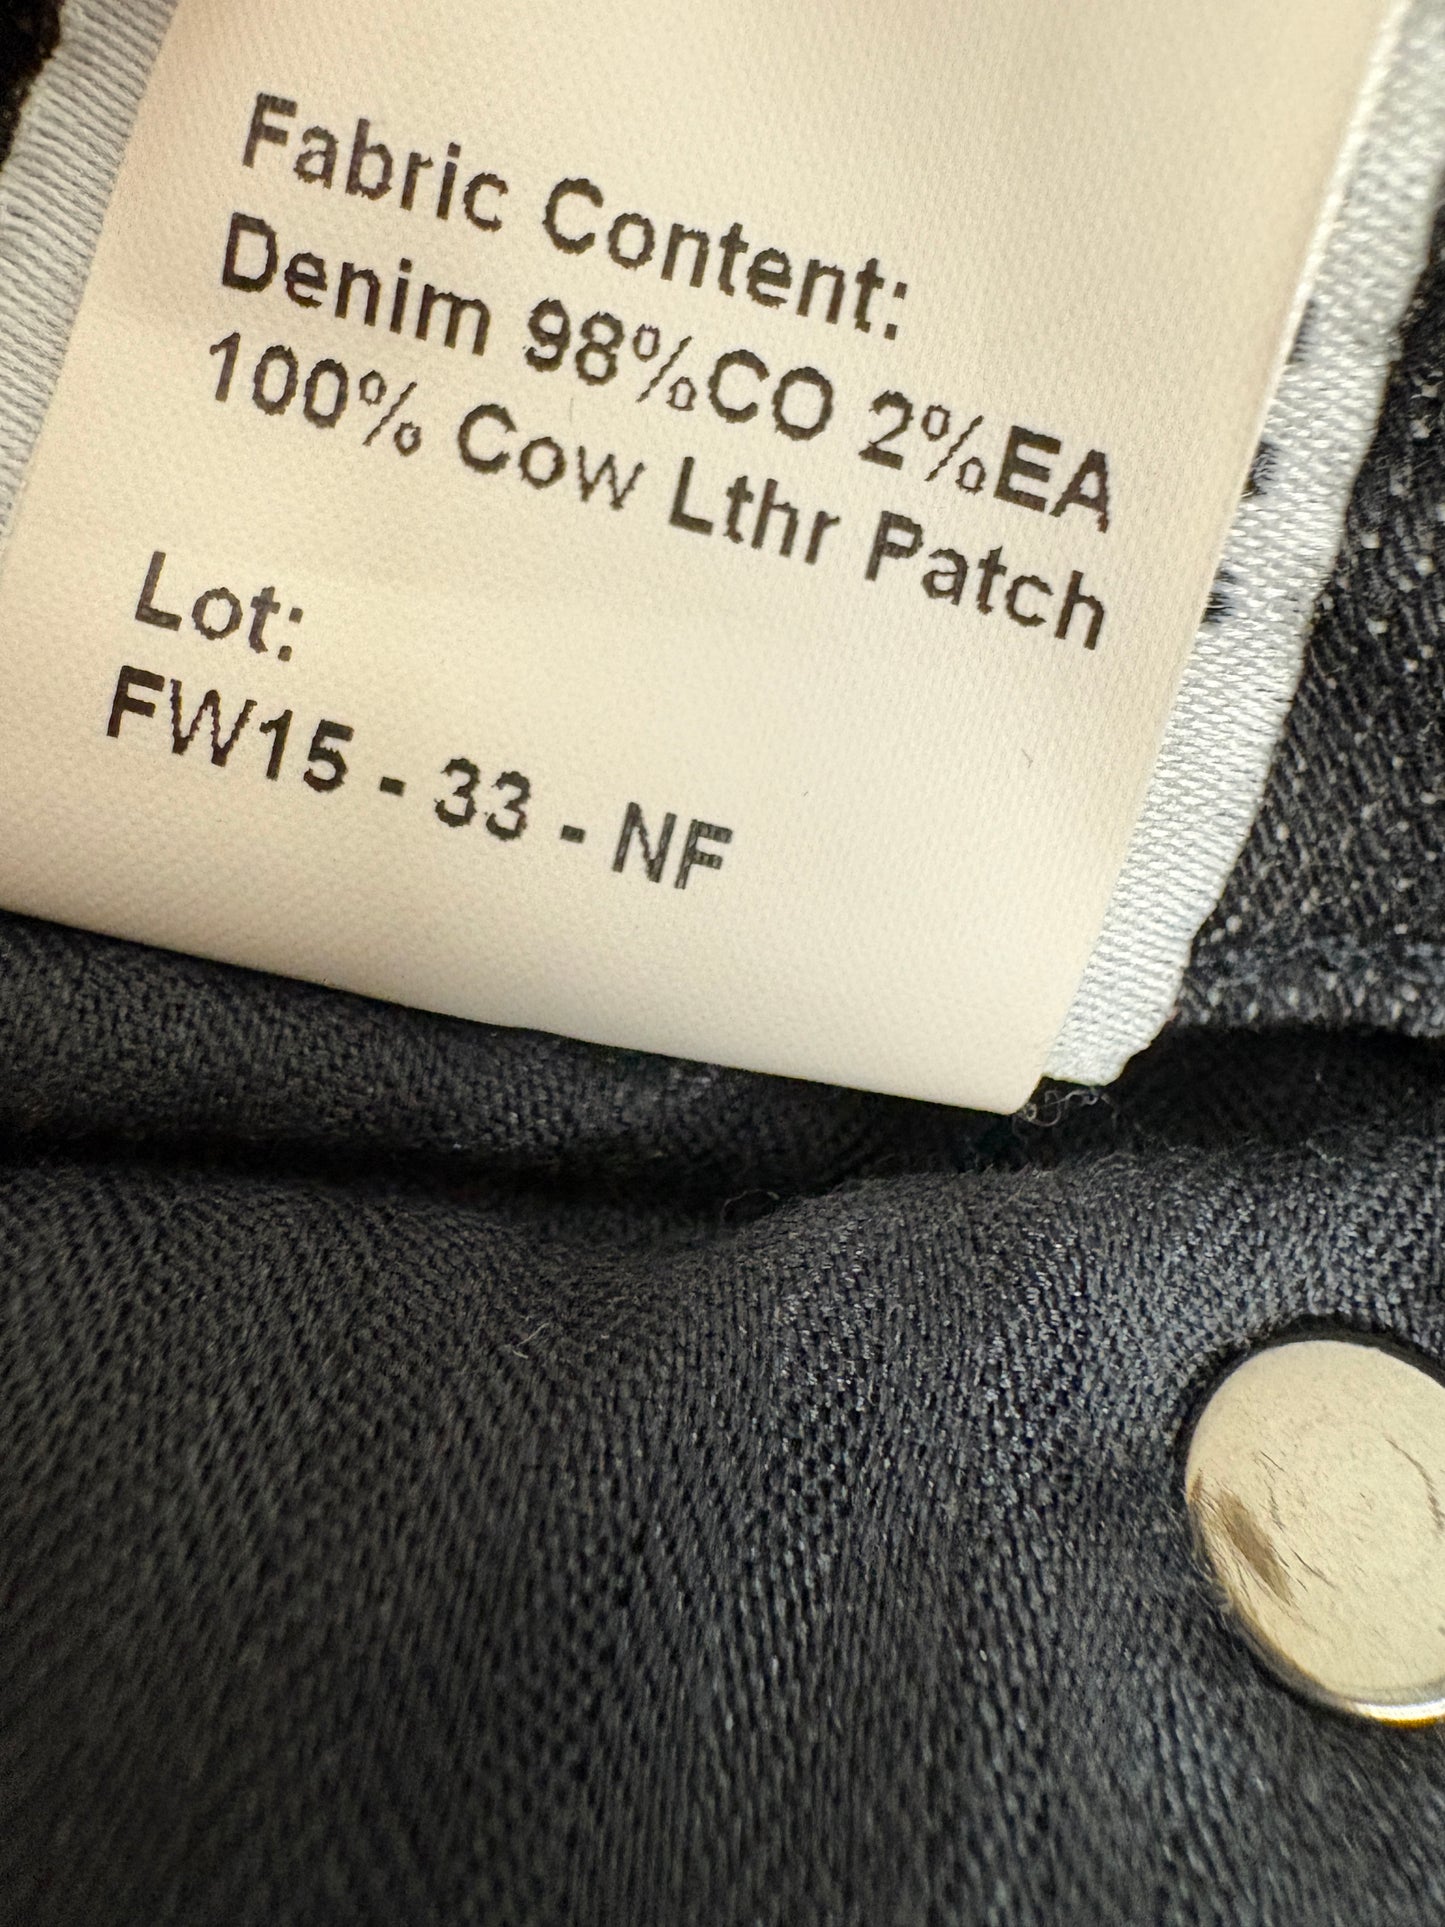 Fabric Content:
Denim 98%CO 2%EA
100% Cow Lthr Patch
Lot:
FW15 - 33 - NF